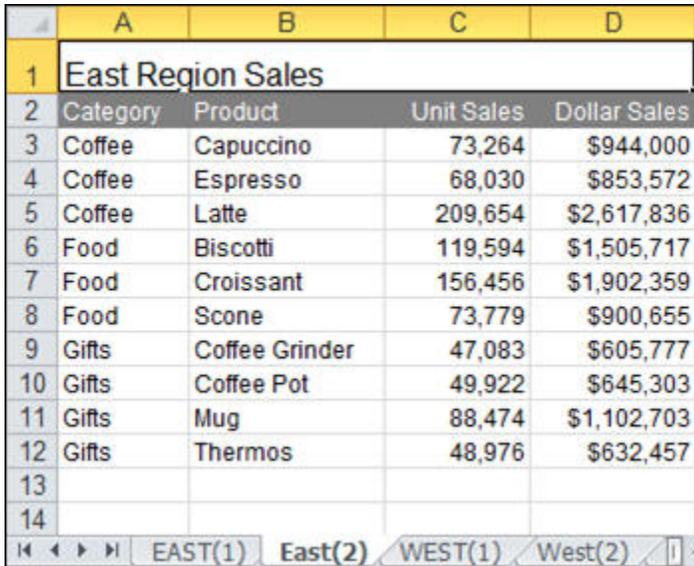 A B C D
1 East Region Sales
2 Category Product Unit Sales Dollar Sales
3 Coffee Capuccino 73,264 $944,000
4 Coffee Espresso 68,030 $853,572
5 Coffee Latte 209,654 $2,617,836
6 Food Biscotti 119,594 $1,505,717
7 Food Croissant 156,456 $1,902,359
8 Food Scone 73,779 $900,655
9 Gifts Coffee Grinder 47,083 $605,777
10 Gifts Coffee Pot 49,922 $645,303
11 Gifts Mug 88,474 $1,102,703
12 Gifts Thermos 48,976 $632,457
13
14
EAST(1) East(2) WEST(1) West(2)